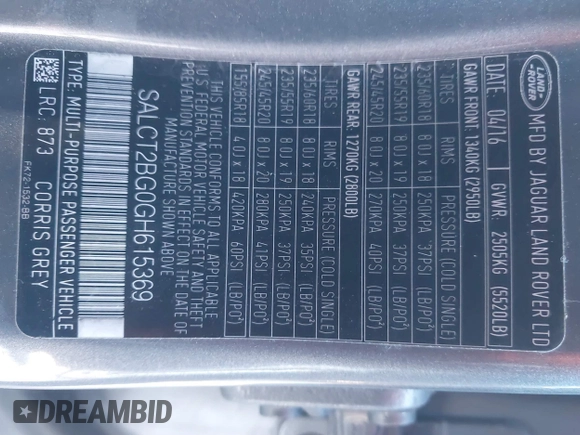 LAND-
ROVER
MFD BY JAGUAR LAND ROVER LTD
DATE: 04/16 GVWR: 2505KG (5520LB)
GAWR FRONT: 1340KG (2950LB)
TIRES RIMS PRESSURE (COLD SINGLE)
235/60R18 8.0J x 18 250KPA 37PSI (LB/PO²)
235/55R19 8.0J x 19 250KPA 37PSI (LB/PO²)
245/45R20 8.0J x 20 270KPA 40PSI (LB/PO²)
GAWR REAR: 1270KG (2800LB)
TIRES RIMS PRESSURE (COLD SINGLE)
235/60R18 8.0J x 18 240KPA 35PSI (LB/PO²)
235/55R19 8.0J x 19 250KPA 37PSI (LB/PO²)
245/45R20 8.0J x 20 280KPA 41PSI (LB/PO²)
155/85R18 4.0J x 18 420KPA 60PSI (LB/PO²)
THIS VEHICLE CONFORMS TO ALL APPLICABLE
U S FEDERAL MOTOR VEHICLE SAFETY AND THEFT
PREVENTION STANDARDS IN EFFECT ON THE DATE OF
MANUFACTURE SHOWN ABOVE
SALCT2BG0GH615369
TYPE: MULTI-PURPOSE PASSENGER VEHICLE
LRC: 873 CORRIS GREY
FK72-1532-BB
DREAMBID